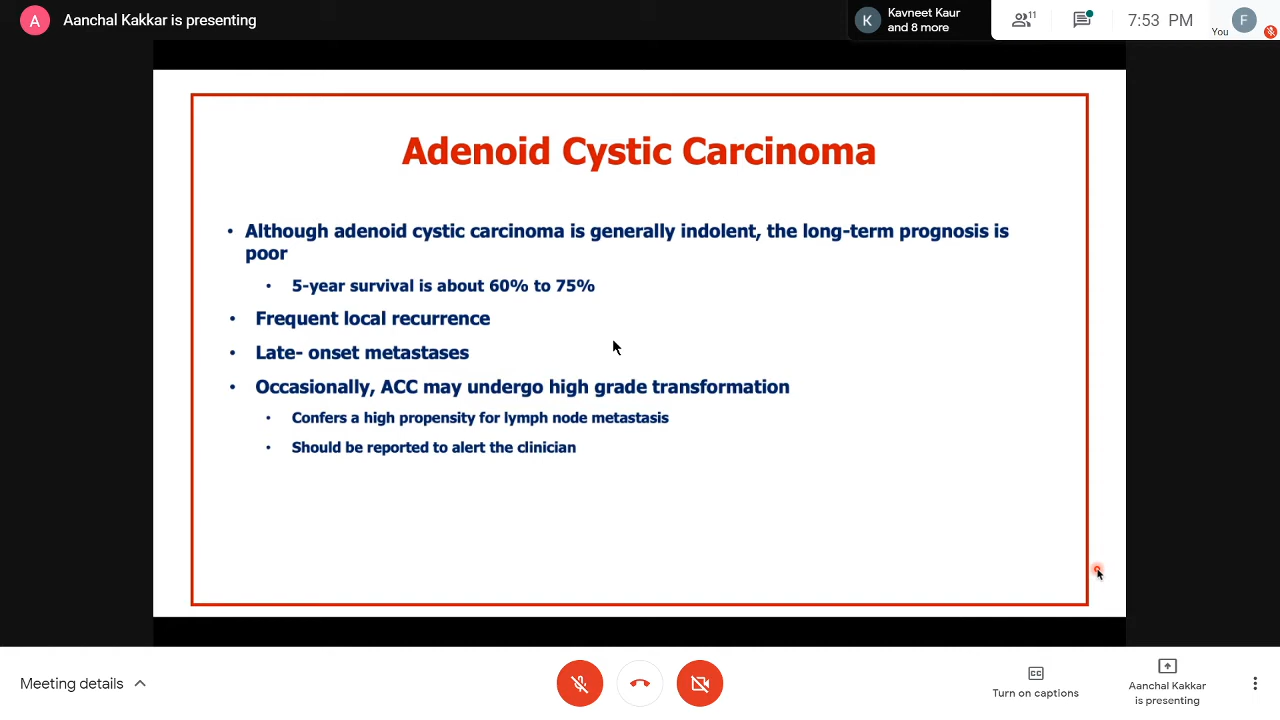 A
Aanchal Kakkar is presenting
K
Kavneet Kaur
and 8 more
11
7:53 PM
You
F
Adenoid Cystic Carcinoma
• Although adenoid cystic carcinoma is generally indolent, the long-term prognosis is
poor
• 5-year survival is about 60% to 75%
• Frequent local recurrence
• Late- onset metastases
• Occasionally, ACC may undergo high grade transformation
• Confers a high propensity for lymph node metastasis
• Should be reported to alert the clinician
Meeting details
CC
Turn on captions
Aanchal Kakkar
is presenting